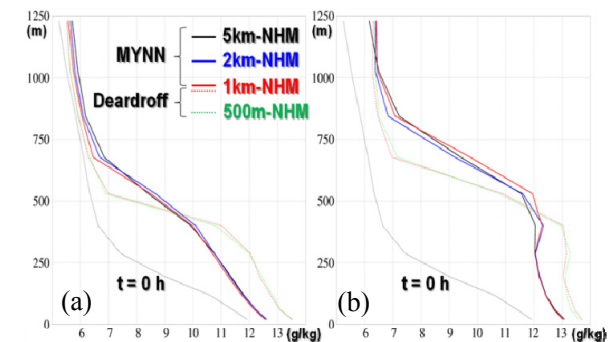 1250
(m)
1000
750
500
250
0
MYNN
Deardroff
5km-NHM
2km-NHM
1km-NHM
500m-NHM
t = 0 h
(a)
6 7 8 9 10 11 12 13 (g/kg)
1250
(m)
1000
750
500
250
0
t = 0 h
(b)
6 7 8 9 10 11 12 13 (g/kg)